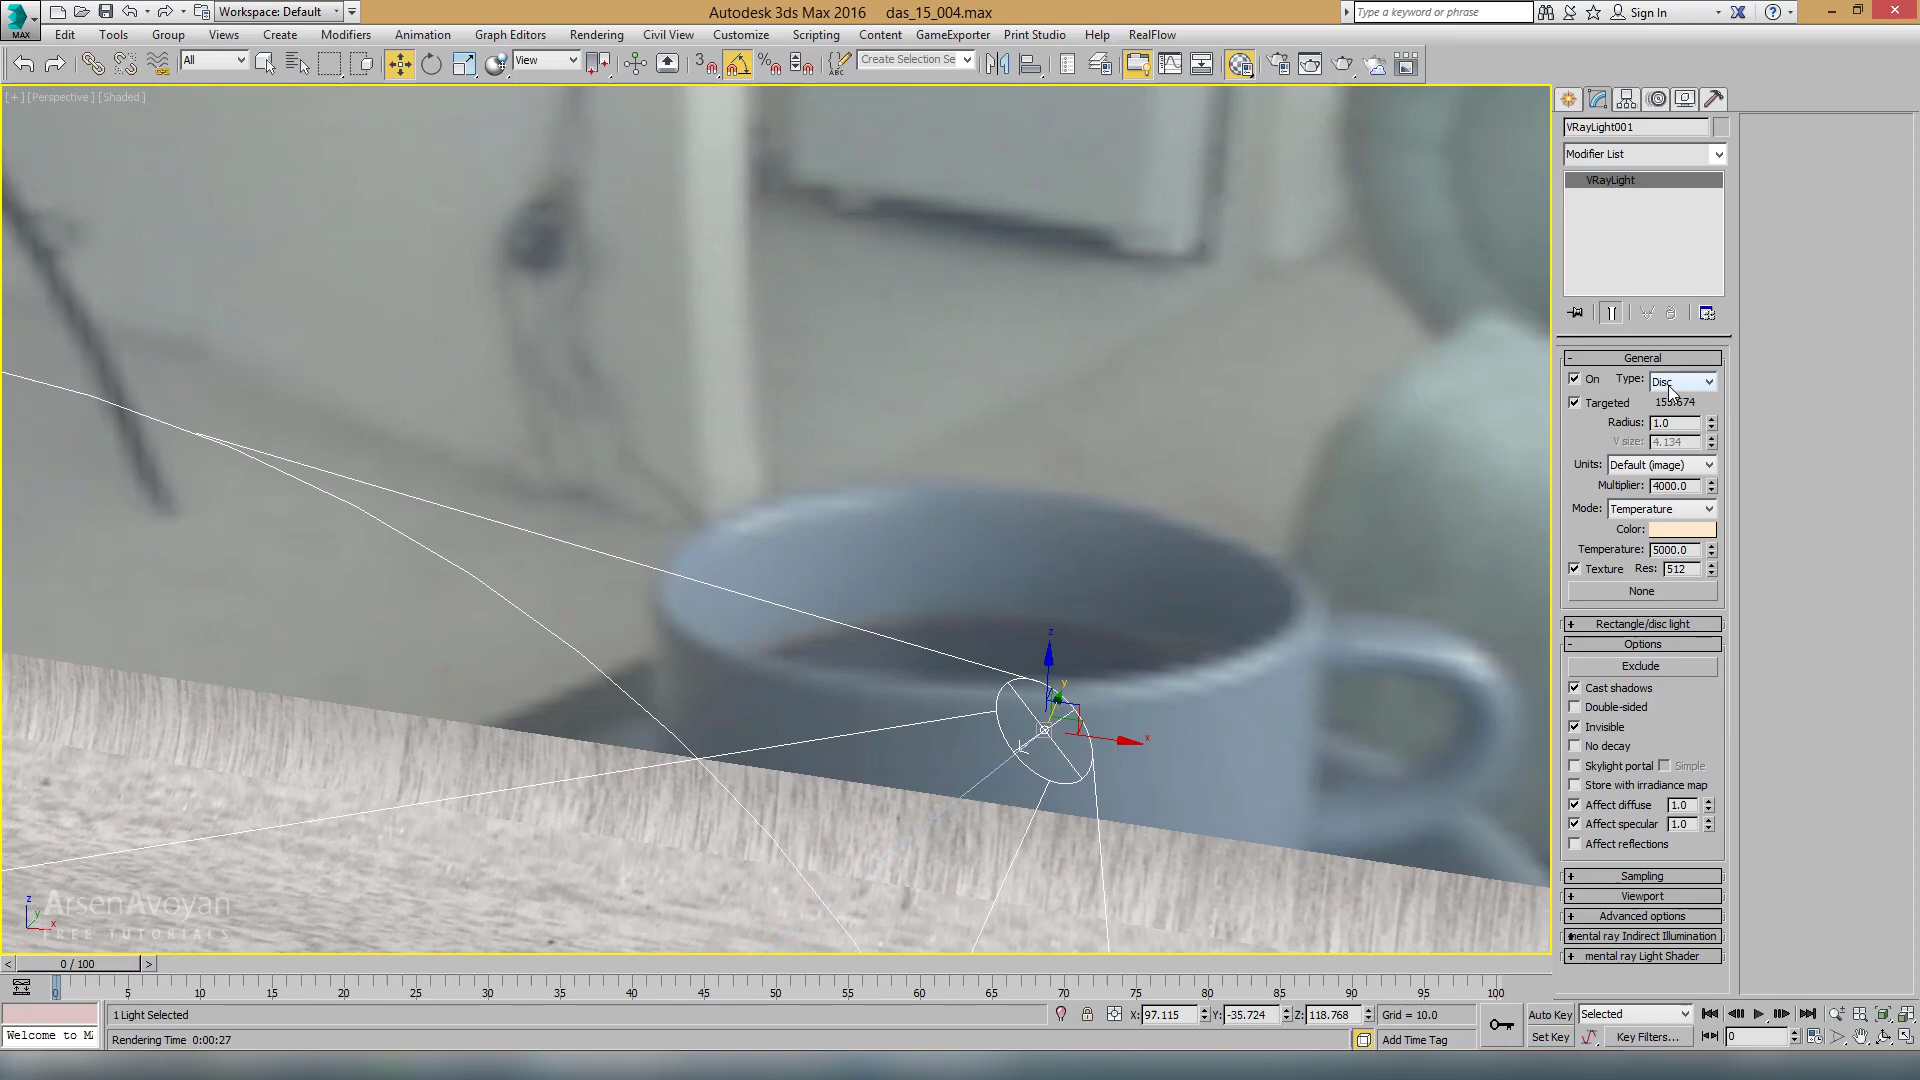 MAX
Workspace: Default
Autodesk 3ds Max 2016 das_15_004.max
Type a keyword or phrase
Sign In
Edit Tools Group Views Create Modifiers Animation Graph Editors Rendering Civil View Customize Scripting Content GameExporter Print Studio Help RealFlow
All
View
3
ABC
Create Selection Se
[+][Perspective][Shaded]
VRayLight001
Modifier List
VRayLight
- General
On Type: Disc
Targeted
Radius: 1.0
V size: 4.134
Units: Default (image)
Multiplier: 4000.0
Mode: Temperature
Color:
Temperature: 5000.0
Texture Res: 512
None
+ Rectangle/disc light
- Options
Exclude
Cast shadows
Double-sided
Invisible
No decay
Skylight portal Simple
Store with irradiance map
Affect diffuse 1.0
Affect specular 1.0
Affect reflections
+ Sampling
+ Viewport
+ Advanced options
mental ray Indirect Illumination
+ mental ray Light Shader
z
y
x
z
y
x
ArsenAvoyan
FREE TUTORIALS
< 0 / 100 >
0 5 10 15 20 25 30 35 40 45 50 55 60 65 70 75 80 85 90 95 100
1 Light Selected
X: 97.115 Y: -35.724 Z: 118.768 Grid = 10.0
Auto Key Selected
Welcome to M
Rendering Time 0:00:27
Add Time Tag
Set Key Key Filters...
0